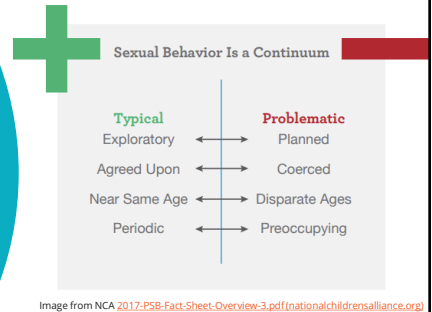 Sexual Behavior Is a Continuum
Typical Problematic
Exploratory Planned
Agreed Upon Coerced
Near Same Age Disparate Ages
Periodic Preoccupying
Image from NCA 2017-PSB-Fact-Sheet-Overview-3.pdf (nationalchildrensalliance.org)